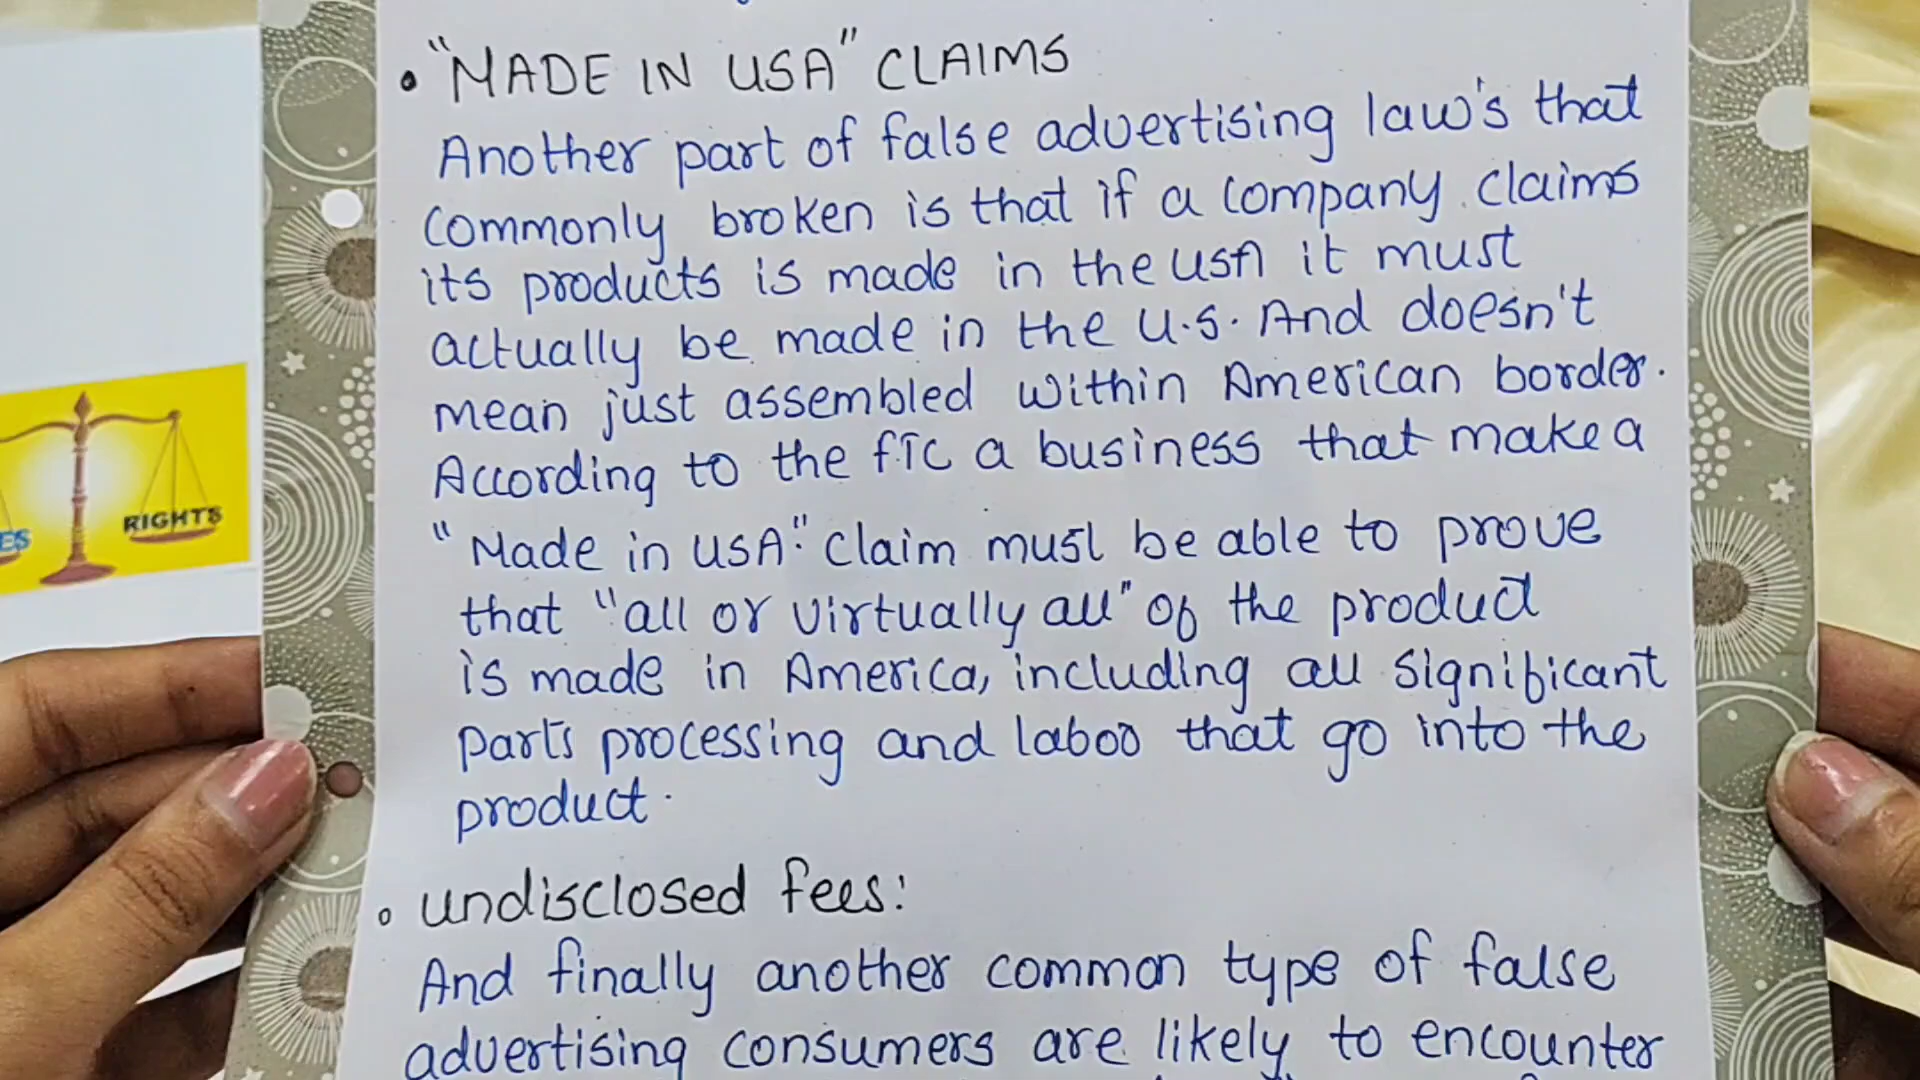 • "MADE IN USA" CLAIMS
Another part of false advertising law's that
commonly broken is that if a company claims
its products is made in the USA it must
actually be made in the U.S. And doesn't
mean just assembled within American border.
According to the FTC a business that make a
"Made in USA." claim must be able to prove
that "all or virtually all" of the product
is made in America, including all significant
parts processing and laboo that go into the
product.
• undisclosed fees:
And finally another common type of false
advertising consumers are likely to encounter
ES
RIGHTS